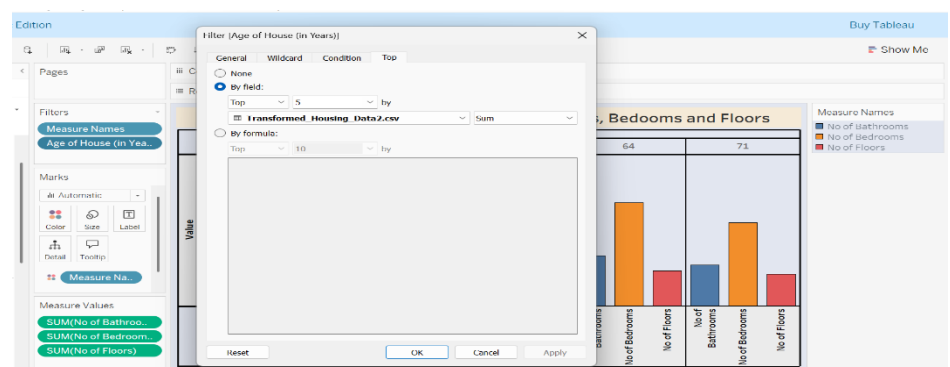 Edition
Buy Tableau
Show Me
Pages
Filters
Measure Names
Age of House (in Yea..
Marks
Automatic
Color
Size
Label
Detail
Tooltip
Measure Na..
Measure Values
SUM(No of Bathroo..
SUM(No of Bedroom..
SUM(No of Floors)
Filter [Age of House (in Years)]
General Wildcard Condition Top
None
By field:
Top 5 by
Transformed_Housing_Data2.csv Sum
By formula:
Top 10 by
Reset OK Cancel Apply
C
R
s, Bedooms and Floors
64 71
Value
No of Bedrooms
No of Floors
No of Bathrooms
No of Bedrooms
No of Floors
Measure Names
No of Bathrooms
No of Bedrooms
No of Floors